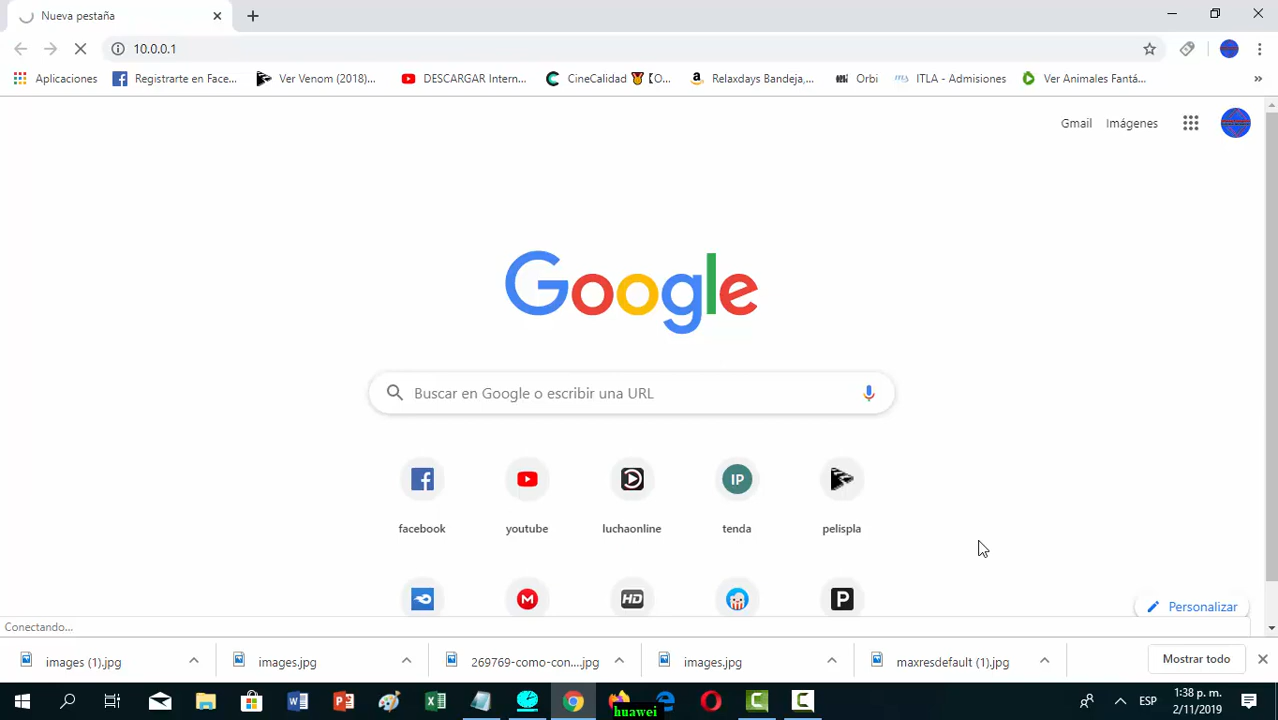 Nueva pestaña
10.0.0.1
Aplicaciones
Registrarte en Face...
Ver Venom (2018)...
DESCARGAR Intern...
CineCalidad 🏅【O...
Relaxdays Bandeja,...
Orbi
ITLA - Admisiones
Ver Animales Fantá...
»
Gmail
Imágenes
Google
Buscar en Google o escribir una URL
IP
facebook
youtube
luchaonline
tenda
pelispla
M
HD
P
Personalizar
Conectando...
images (1).jpg
images.jpg
269769-como-con....jpg
images.jpg
maxresdefault (1).jpg
Mostrar todo
ESP
1:38 p. m.
2/11/2019
huawei